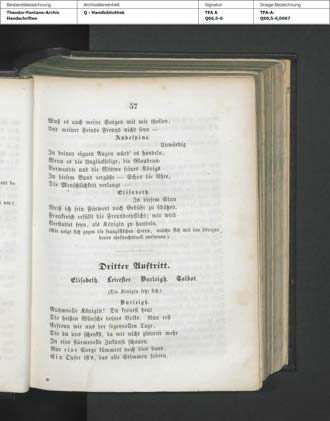 Bestandsbezeichnung
Archivalieneinheit
Signatur
Image-Bezeichnung
Theodor-Fontane-Archiv
Handschriften
Q - Handbibliothek
TFA A
Q66,5-6
TFA-A-
Q66,5-6,0067
57
Muß es auch meine Sorgen mit mir theilen,
Und meiner Feinde Freund nicht seyn —
Aubespine.
Unwürdig
In deinen eignen Augen würd' es handeln,
Wenn es die Unglückselige, die Glaubens-
Verwandte und die Wittwe seines Königs
In diesem Bund vergäße — Schon die Ehre,
Die Menschlichkeit verlangt —
Elisabeth.
In diesem Sinn
Weiß ich sein Fürwort nach Gebühr zu schätzen.
Frankreich erfüllt die Freundespflicht; mir wird
Verstattet seyn, als Königin zu handeln.
(Sie neigt sich gegen die französischen Herren, welche sich mit den übrigen
Lords ehrfurchtsvoll entfernen.)
Dritter Auftritt.
Elisabeth. Leicester. Burleigh. Talbot.
(Die Königin setzt sich.)
Burleigh.
Ruhmvolle Königin! Du krönest heut
Die heißen Wünsche deines Volks. Nun erst
Erfreun wir uns der segenvollen Tage,
Die du uns schenkst, da wir nicht zitternd mehr
In eine stürmevolle Zukunft schauen.
Nur eine Sorge kümmert noch dies Land,
Ein Opfer ist's, das alle Stimmen fordern.